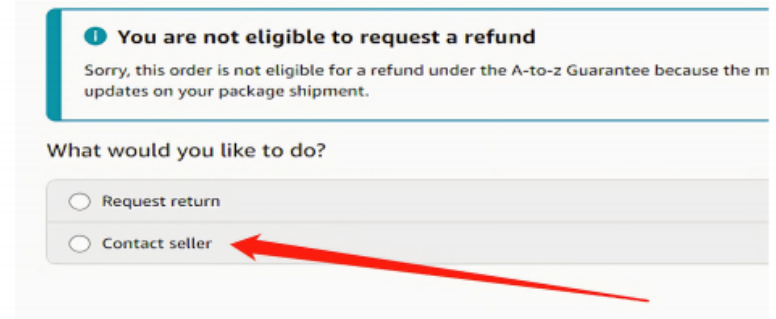 You are not eligible to request a refund
Sorry, this order is not eligible for a refund under the A-to-z Guarantee because the m
updates on your package shipment.
What would you like to do?
Request return
Contact seller